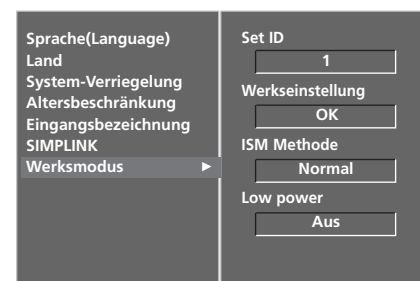 Sprache(Language)
Land
System-Verriegelung
Altersbeschränkung
Eingangsbezeichnung
SIMPLINK
Werksmodus ►
Set ID
1
Werkseinstellung
OK
ISM Methode
Normal
Low power
Aus